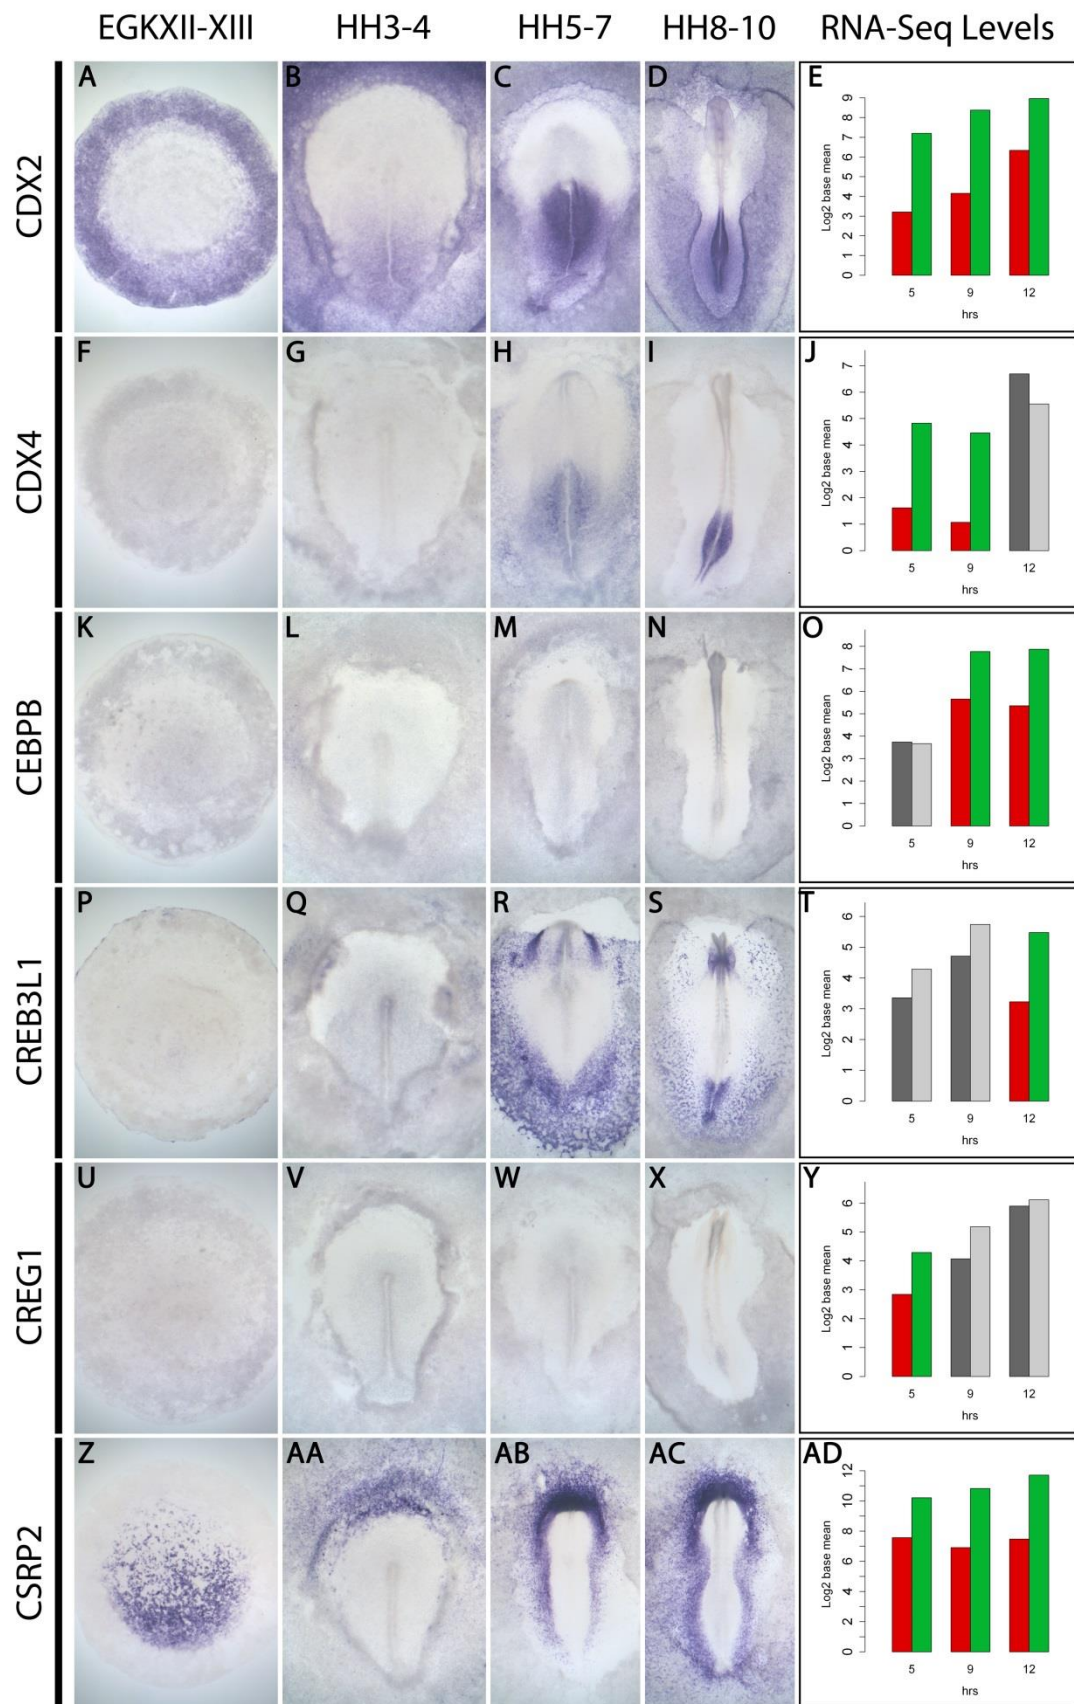 EGKXII-XIII HH3-4 HH5-7 HH8-10 RNA-Seq Levels
CDX2
A B C D E
Log2 base mean
0 1 2 3 4 5 6 7 8 9
5 9 12
hrs
CDX4
F G H I J
Log2 base mean
0 1 2 3 4 5 6 7
5 9 12
hrs
CEBPB
K L M N O
Log2 base mean
0 1 2 3 4 5 6 7 8
5 9 12
hrs
CREB3L1
P Q R S T
Log2 base mean
0 1 2 3 4 5 6
5 9 12
hrs
CREG1
U V W X Y
Log2 base mean
0 1 2 3 4 5 6
5 9 12
hrs
CSRP2
Z AA AB AC AD
Log2 base mean
0 2 4 6 8 10 12
5 9 12
hrs